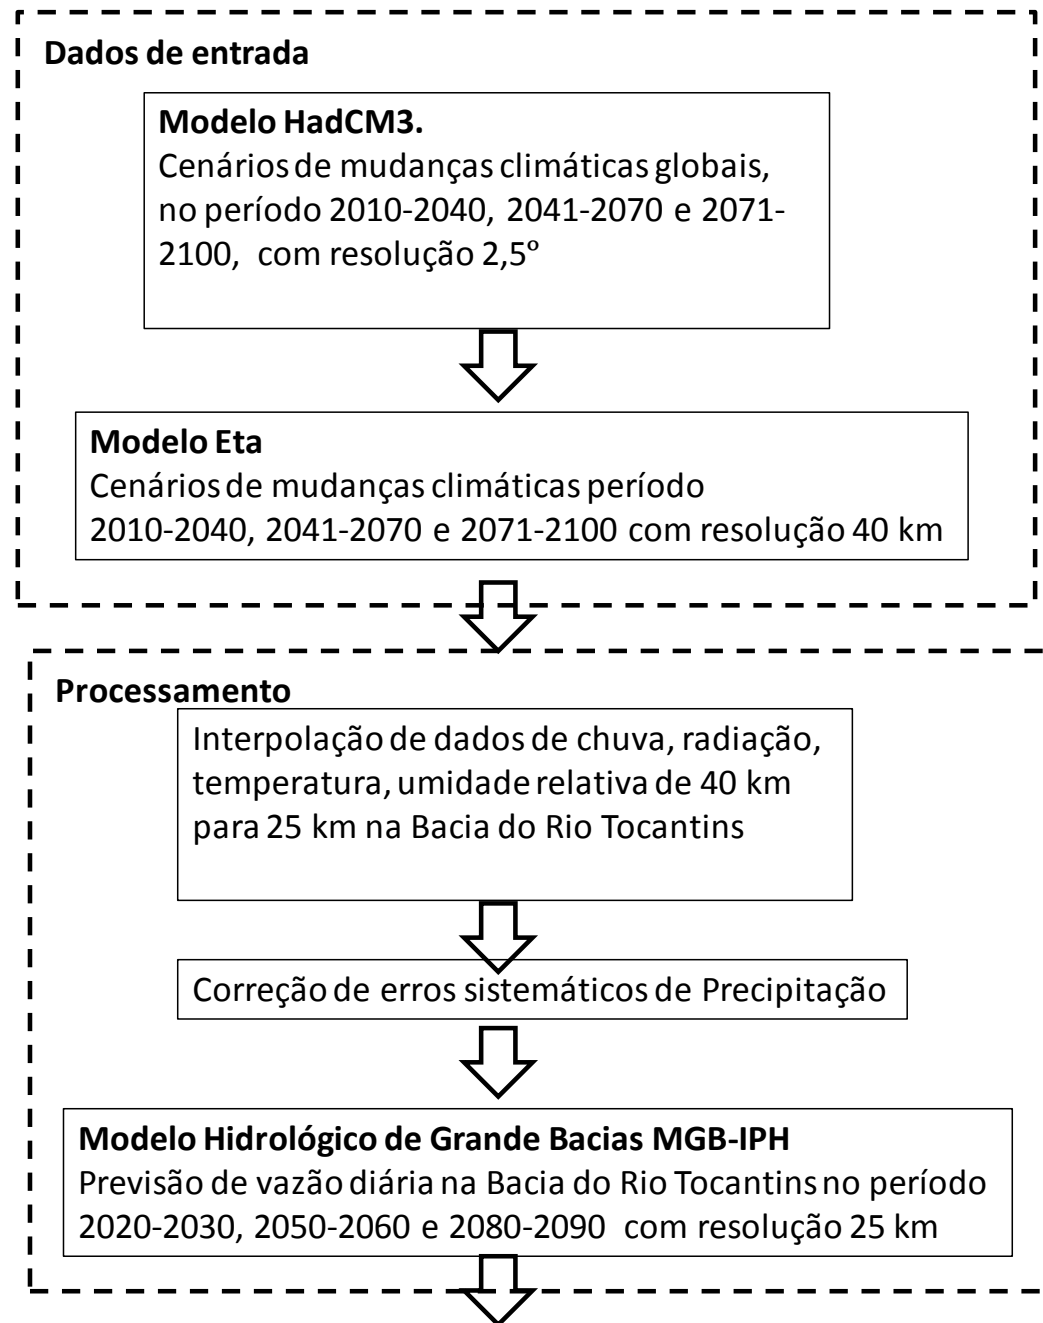 Dados de entrada
Modelo HadCM3.
Cenários de mudanças climáticas globais,
no período 2010-2040, 2041-2070 e 2071-
2100, com resolução 2,5°
Modelo Eta
Cenários de mudanças climáticas período
2010-2040, 2041-2070 e 2071-2100 com resolução 40 km
Processamento
Interpolação de dados de chuva, radiação,
temperatura, umidade relativa de 40 km
para 25 km na Bacia do Rio Tocantins
Correção de erros sistemáticos de Precipitação
Modelo Hidrológico de Grande Bacias MGB-IPH
Previsão de vazão diária na Bacia do Rio Tocantins no período
2020-2030, 2050-2060 e 2080-2090 com resolução 25 km